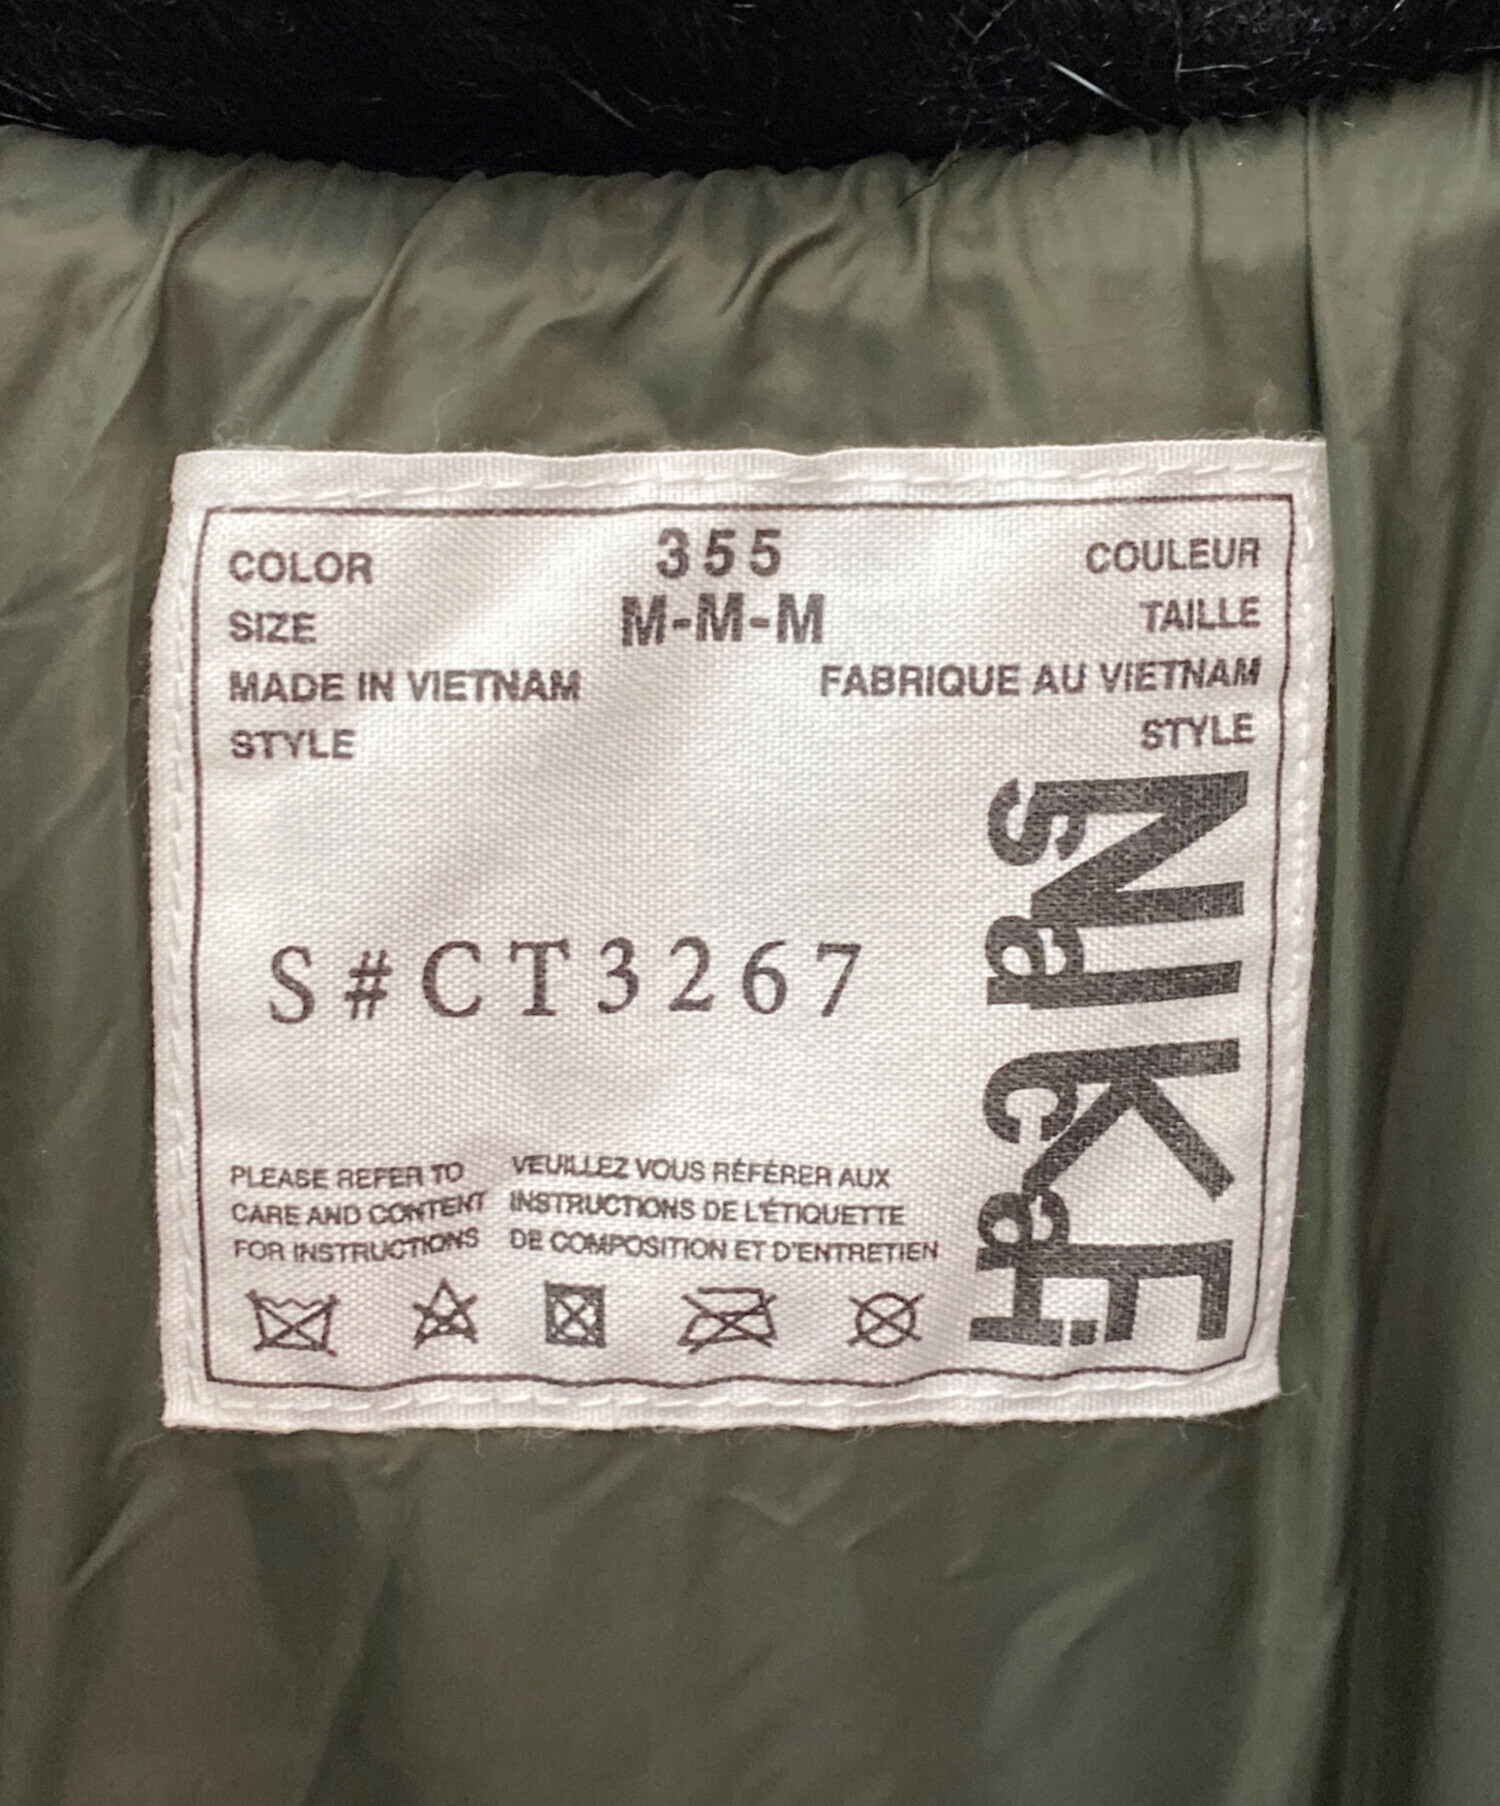 COLOR 355 COULEUR
SIZE M-M-M TAILLE
MADE IN VIETNAM FABRIQUE AU VIETNAM
STYLE STYLE
S#CT3267
NIKE
sacai
PLEASE REFER TO
CARE AND CONTENT
FOR INSTRUCTIONS
VEUILLEZ VOUS RÉFÉRER AUX
INSTRUCTIONS DE L'ÉTIQUETTE
DE COMPOSITION ET D'ENTRETIEN